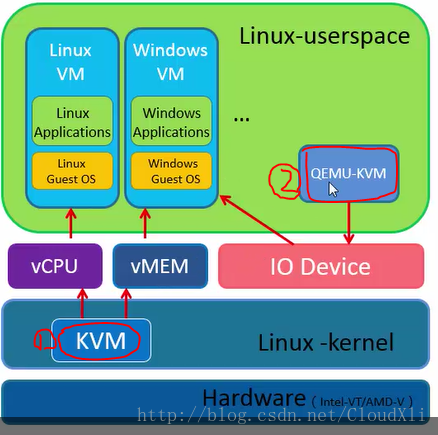 Linux-userspace
Linux
VM
Linux
Applications
Linux
Guest OS
Windows
VM
Windows
Applications
Windows
Guest OS
...
②
QEMU-KVM
vCPU
vMEM
IO Device
①
KVM
Linux -kernel
Hardware ( Intel-VT/AMD-V )
http://blog.csdn.net/CloudXli